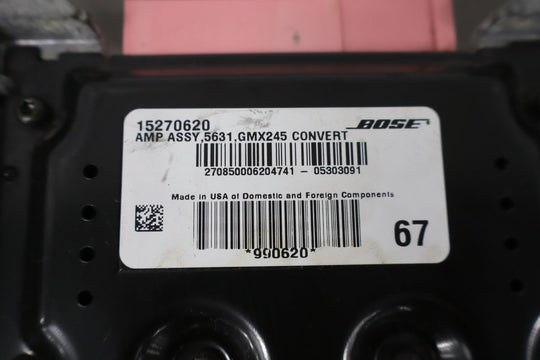 15270620
BOSE
AMP ASSY,5631,GMX245 CONVERT
270850006204741 - 05303091
Made in USA of Domestic and Foreign Components
*990620*
67